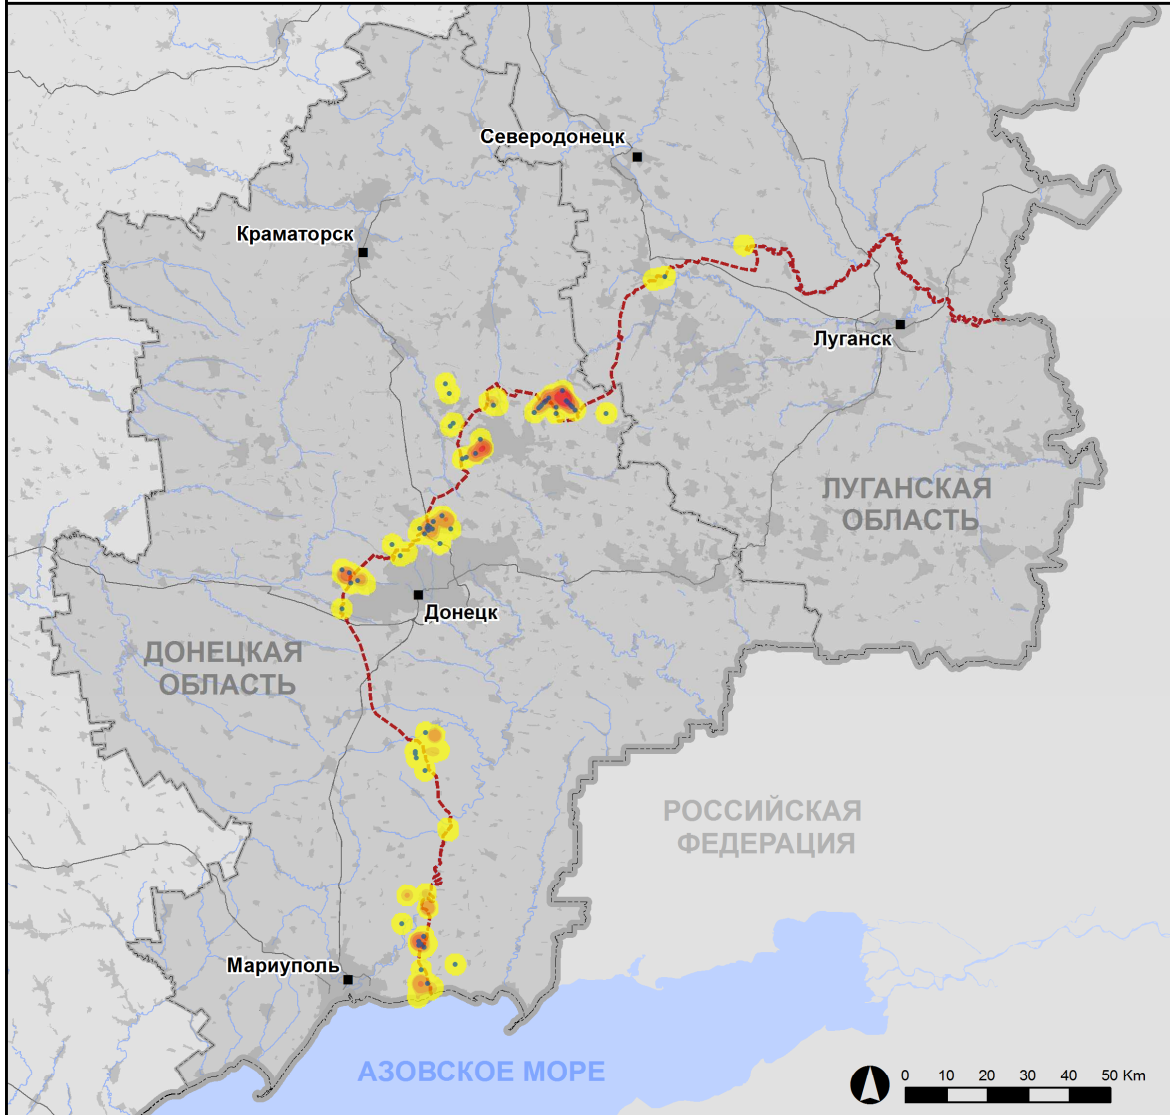 Северодонецк
Краматорск
Луганск
ЛУГАНСКАЯ
ОБЛАСТЬ
Донецк
ДОНЕЦКАЯ
ОБЛАСТЬ
РОССИЙСКАЯ
ФЕДЕРАЦИЯ
Мариуполь
АЗОВСКОЕ МОРЕ
0 10 20 30 40 50 Km